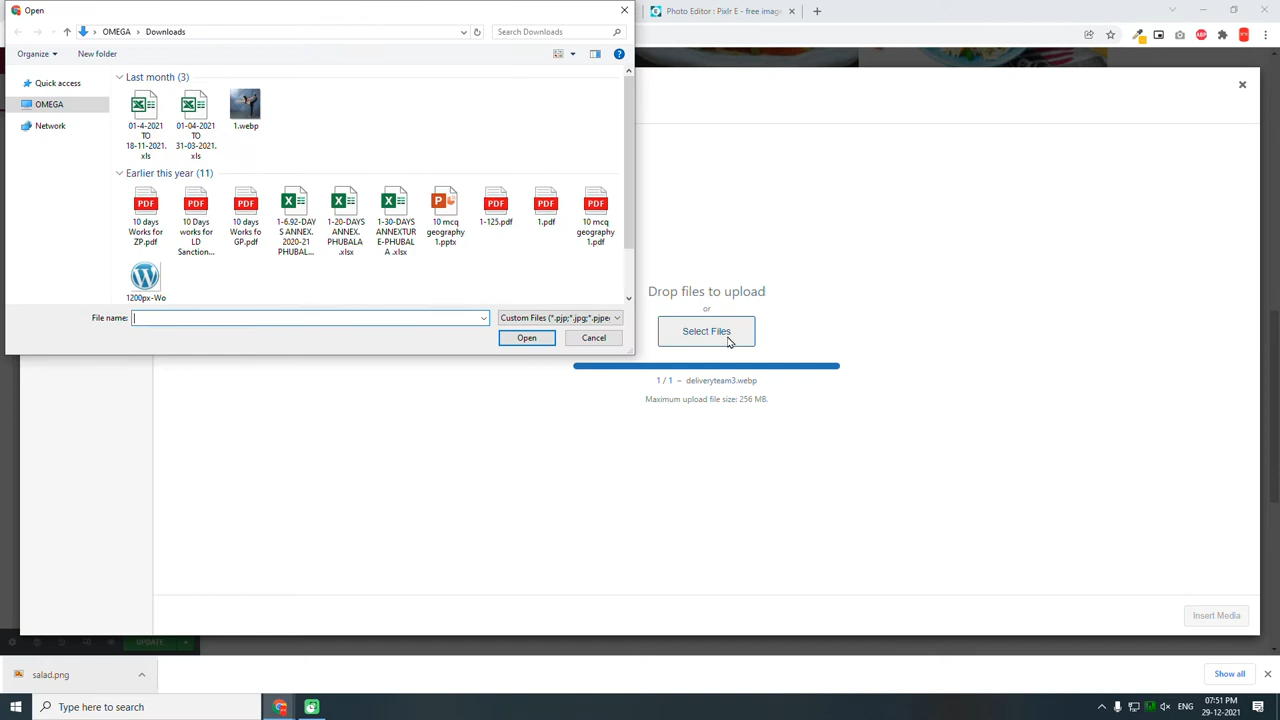 Open
Photo Editor : Pixlr E - free imag
OMEGA > Downloads
Search Downloads
Organize
New folder
Quick access
OMEGA
Network
Last month (3)
01-4-2021
TO
18-11-2021.
xls
01-04-2021
TO
31-03-2021.
xls
1.webp
Earlier this year (11)
10 days
Works for
ZP.pdf
10 Days
works for
LD
Sanction...
10 days
Works fo
GP.pdf
1-6.92-DAY
S ANNEX.
2020-21
PHUBAL...
1-20-DAYS
ANNEX.
PHUBALA
.xlsx
1-30-DAYS
ANNEXTUR
E-PHUBAL
A .xlsx
10 mcq
geography
1.pptx
1-125.pdf
1.pdf
10 mcq
geography
1.pdf
1200px-Wo
File name:
Custom Files (*.pjp;*.jpg;*.pjpe
Open
Cancel
Drop files to upload
or
Select Files
1 / 1 – deliveryteam3.webp
Maximum upload file size: 256 MB.
Insert Media
UPDATE
salad.png
Show all
Type here to search
ENG
07:51 PM
29-12-2021